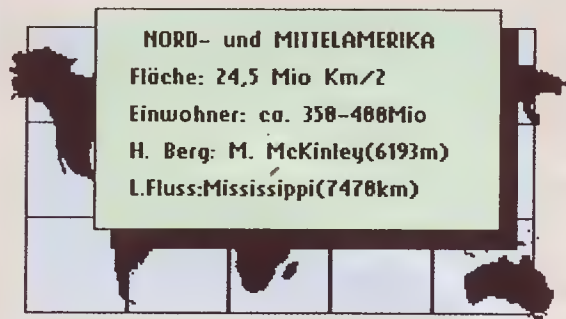 NORD- und MITTELAMERIKA
Fläche: 24,5 Mio Km/2
Einwohner: ca. 350-400Mio
H. Berg: M. McKinley(6193m)
L.Fluss:Mississippi(7470km)